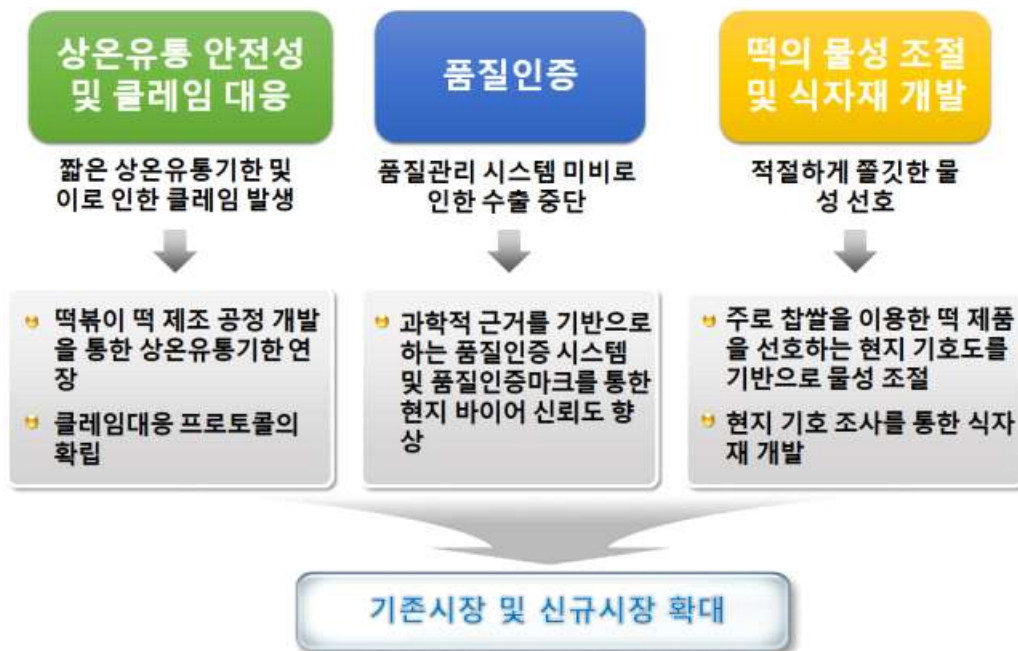 상온유통 안전성
및 클레임 대응
품질인증
떡의 물성 조절
및 식자재 개발
짧은 상온유통기한 및
이로 인한 클레임 발생
품질관리 시스템 미비로
인한 수출 중단
적절하게 쫄깃한 물
성 선호
떡볶이 떡 제조 공정 개발
을 통한 상온유통기한 연
장
클레임대응 프로토콜의
확립
과학적 근거를 기반으로
하는 품질인증 시스템
및 품질인증마크를 통한
현지 바이어 신뢰도 향
상
주로 찹쌀을 이용한 떡 제품
을 선호하는 현지 기호도를
기반으로 물성 조절
현지 기호 조사를 통한 식자
재 개발
기존시장 및 신규시장 확대